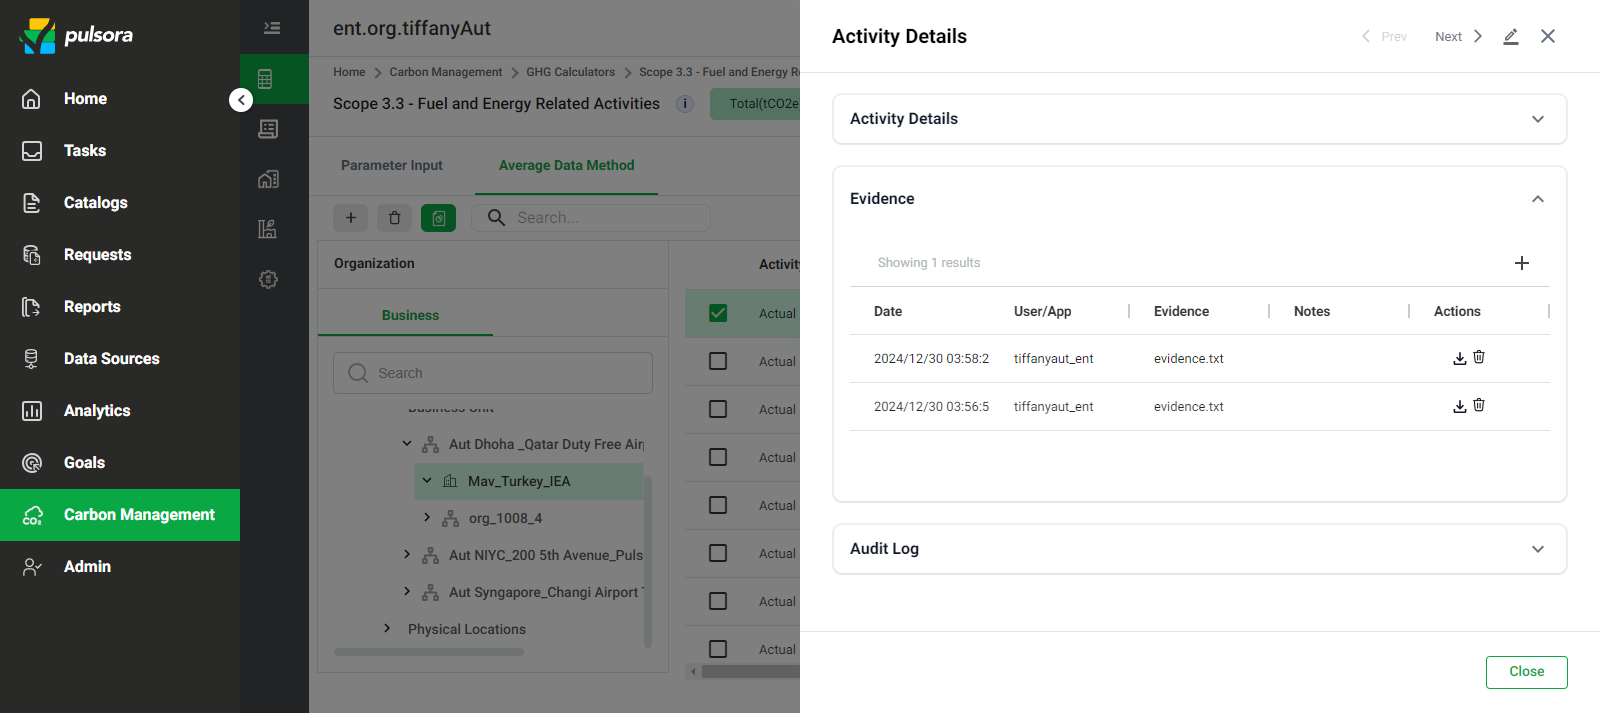 pulsora
Home
Tasks
Catalogs
Requests
Reports
Data Sources
Analytics
Goals
Carbon Management
Admin
ent.org.tiffanyAut
Home > Carbon Management > GHG Calculators > Scope 3.3 - Fuel and Energy R
Scope 3.3 - Fuel and Energy Related Activities
i
Total(tCO2e
Parameter Input
Average Data Method
Search...
Organization
Business
Search
Business Unit
Aut Dhoha _Qatar Duty Free Air
Mav_Turkey_IEA
org_1008_4
Aut NIYC_200 5th Avenue_Puls
Aut Syngapore_Changi Airport
Physical Locations
Activity
Actual
Actual
Actual
Actual
Actual
Actual
Actual
Actual
Activity Details
Prev
Next
Activity Details
Evidence
Showing 1 results
Date User/App Evidence Notes Actions
2024/12/30 03:58:2 tiffanyaut_ent evidence.txt
2024/12/30 03:56:5 tiffanyaut_ent evidence.txt
Audit Log
Close